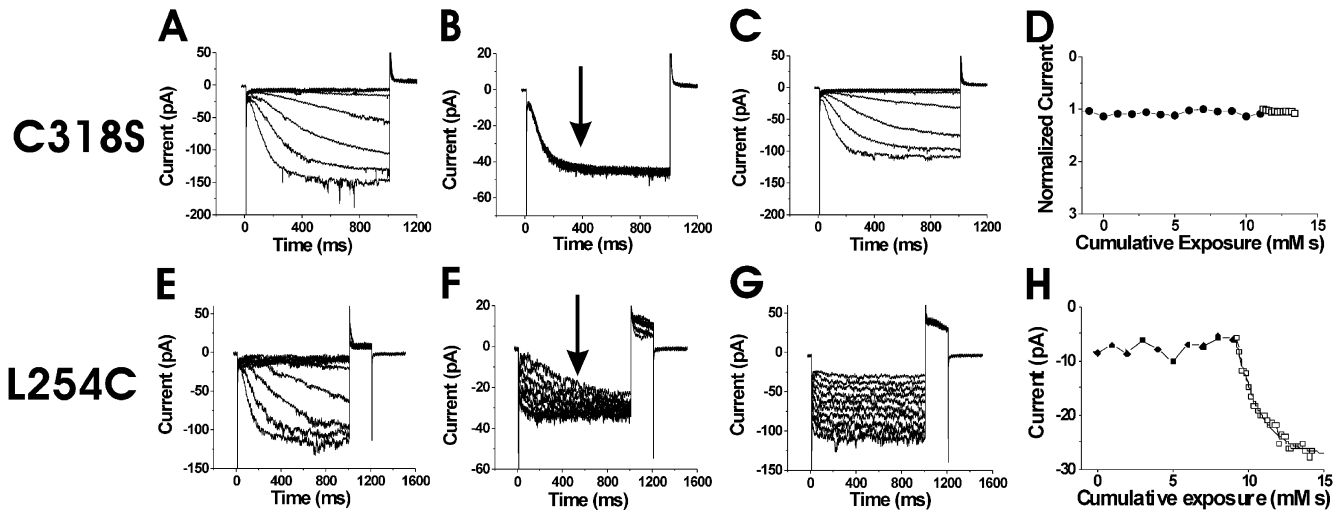 A
B
C
D
C318S
Current (pA)
50
0
-50
-100
-150
-200
0 400 800 1200
Time (ms)
Current (pA)
20
0
-20
-40
-60
0 400 800 1200
Time (ms)
Current (pA)
50
0
-50
-100
-150
-200
0 400 800 1200
Time (ms)
Normalized Current
0
1
2
3
0 5 10 15
Cumulative Exposure (mM s)
E
F
G
H
L254C
Current (pA)
50
0
-50
-100
-150
0 400 800 1200 1600
Time (ms)
Current (pA)
20
0
-20
-40
-60
0 400 800 1200 1600
Time (ms)
Current (pA)
50
0
-50
-100
-150
0 400 800 1200 1600
Time (ms)
Current (pA)
0
-10
-20
-30
0 5 10 15
Cumulative exposure (mM s)